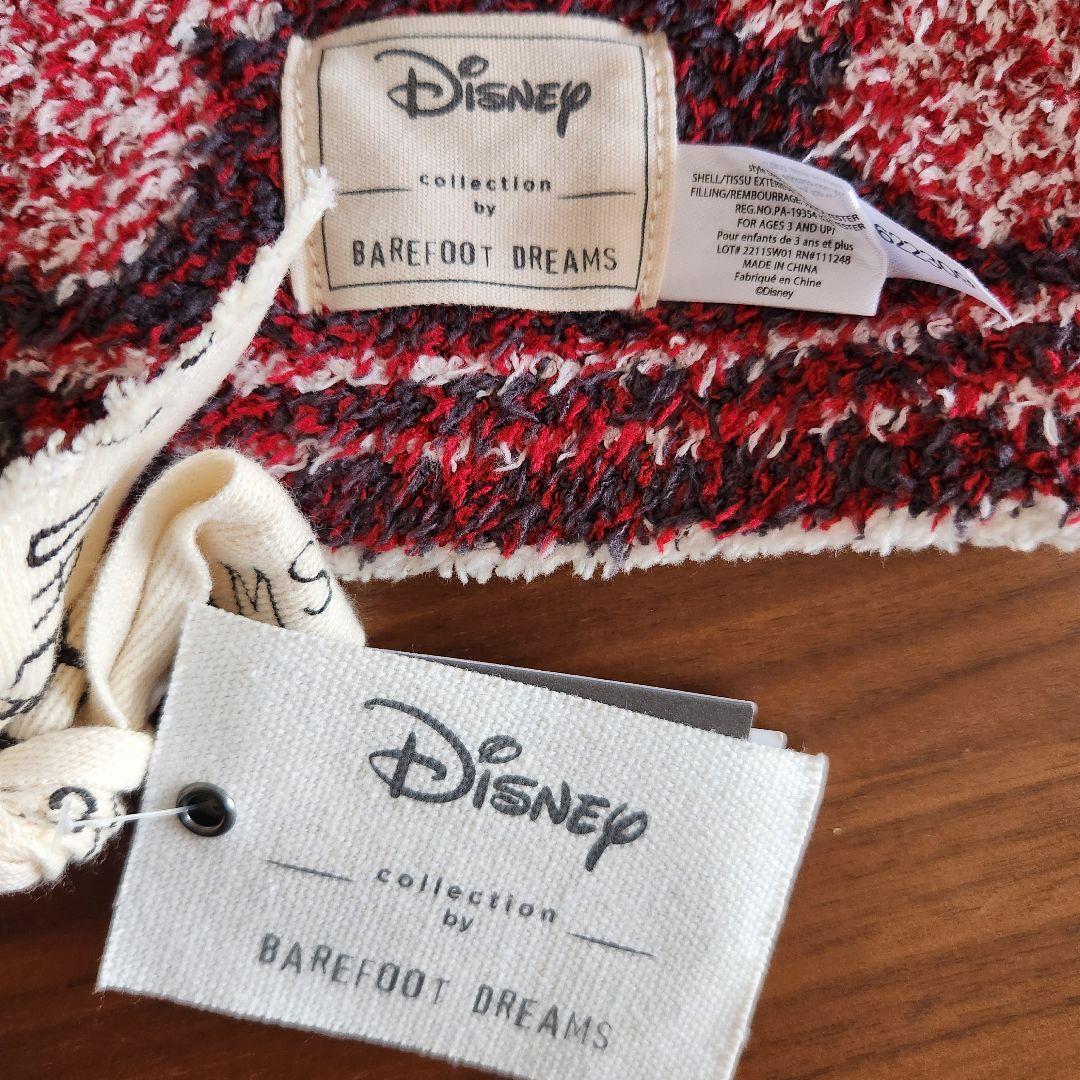 Disney
collection
by
BAREFOOT DREAMS
SHELL/TISSU
FILLING/REMBOURRAGE:
REG.NO.PA-19354
FOR AGES 3 AND UP/
Pour enfants de 3 ans et plus
LOT# 2211SW01 RN#111248
MADE IN CHINA
Fabriqué en Chine
©Disney
MS
Disney
collection
by
BAREFOOT DREAMS